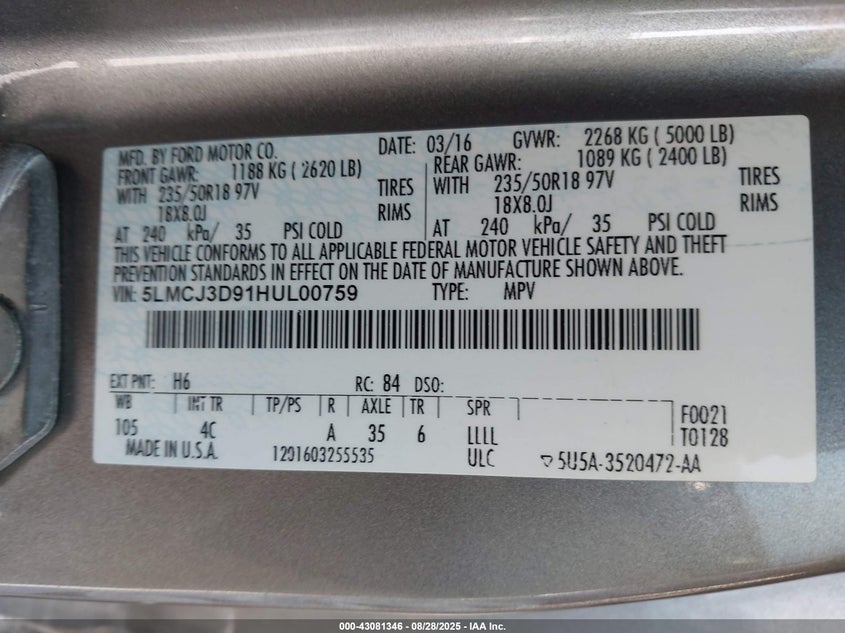 MFD. BY FORD MOTOR CO. DATE: 03/16 GVWR: 2268 KG ( 5000 LB)
FRONT GAWR: 1188 KG ( 2620 LB) REAR GAWR: 1089 KG ( 2400 LB)
WITH 235/50R18 97V TIRES WITH 235/50R18 97V TIRES
18X8.0J RIMS 18X8.0J RIMS
AT 240 kPa/ 35 PSI COLD AT 240 kPa/ 35 PSI COLD
THIS VEHICLE CONFORMS TO ALL APPLICABLE FEDERAL MOTOR VEHICLE SAFETY AND THEFT
PREVENTION STANDARDS IN EFFECT ON THE DATE OF MANUFACTURE SHOWN ABOVE.
VIN: 5LMCJ3D91HUL00759 TYPE: MPV
EXT PNT: H6 RC: 84 DSO:
WB INT TR TP/PS R AXLE TR SPR F0021
105 4C A 35 6 LLLL T0128
MADE IN U.S.A. 1201603255535 ULC ▽5U5A-3520472-AA
000-43081346 | 08/28/2025 - IAA Inc.